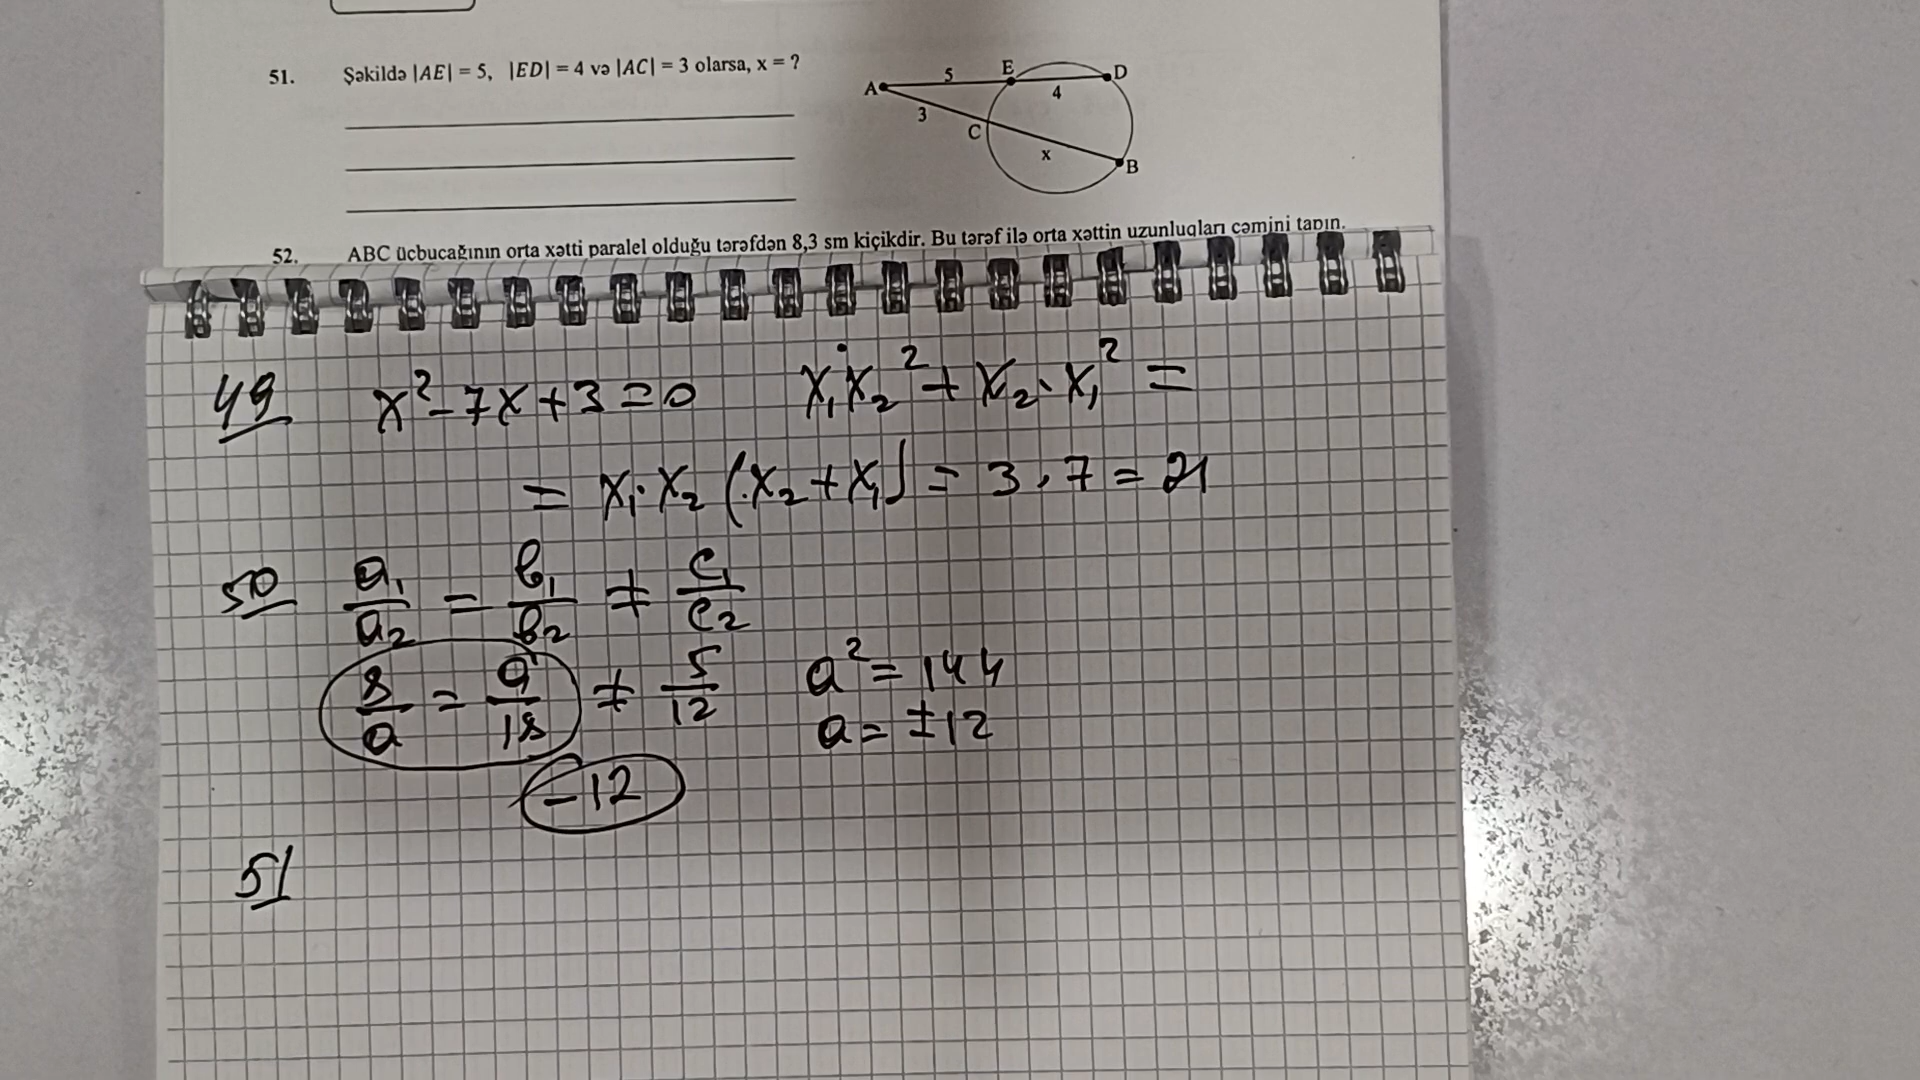 51. Şəkildə |AE| = 5, |ED| = 4 və |AC| = 3 olarsa, x = ?
A 5 E D
3 4
C x B
52. ABC üçbucağının orta xətti paralel olduğu tərəfdən 8,3 sm kiçikdir. Bu tərəf ilə orta xəttin uzunluqları cəmini tapın.
49 x² - 7x + 3 = 0 x₁·x₂² + x₂·x₁² =
= x₁·x₂ (x₂ + x₁) = 3 · 7 = 21
50 a₁/a₂ = b₁/b₂ ≠ c₁/c₂
8/a = a/18 ≠ 5/12 a² = 144
a = ±12
-12
51